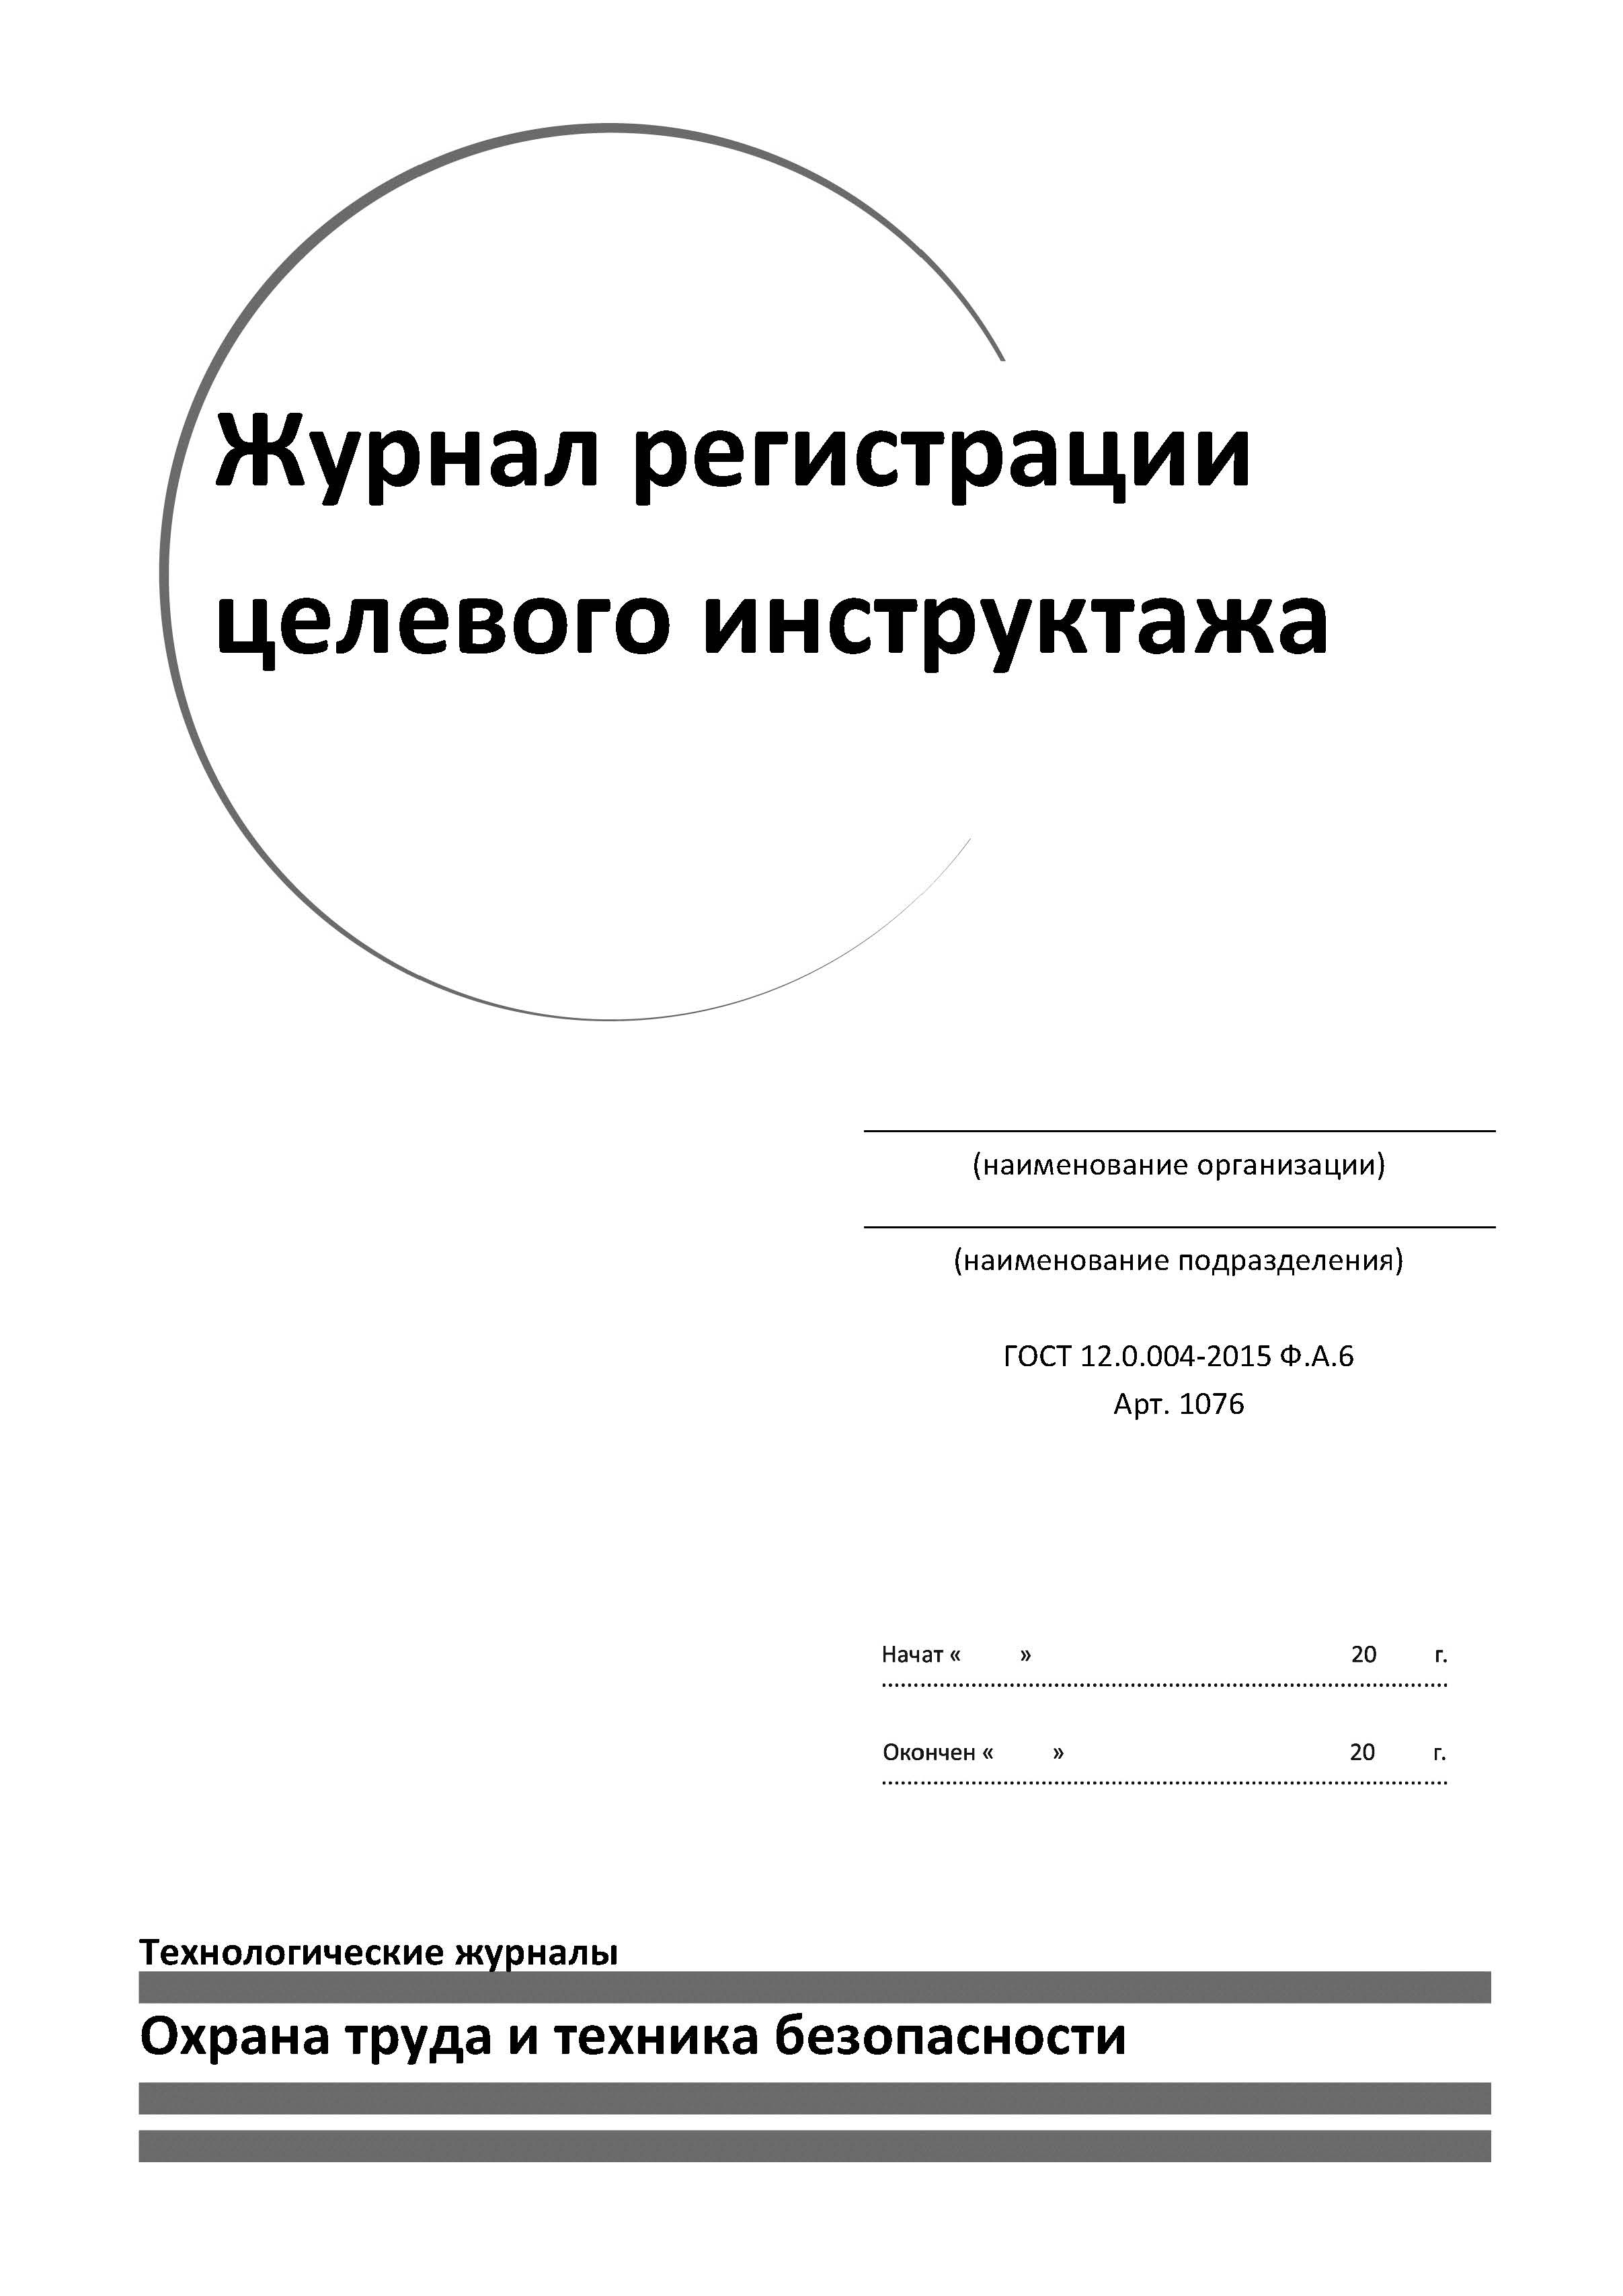 Журнал регистрации
целевого инструктажа
(наименование организации)
(наименование подразделения)
ГОСТ 12.0.004-2015 Ф.А.6
Арт. 1076
Начат « » 20 г.
Окончен « » 20 г.
Технологические журналы
Охрана труда и техника безопасности